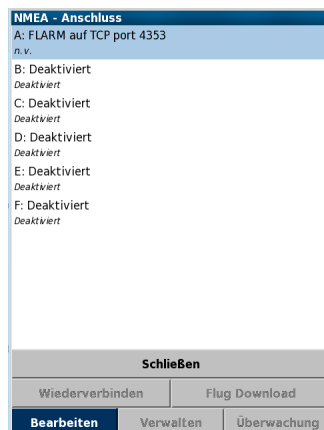 NMEA - Anschluss
A: FLARM auf TCP port 4353
n.v.
B: Deaktiviert
Deaktiviert
C: Deaktiviert
Deaktiviert
D: Deaktiviert
Deaktiviert
E: Deaktiviert
Deaktiviert
F: Deaktiviert
Deaktiviert
Schließen
Wiederverbinden Flug Download
Bearbeiten Verwalten Überwachung